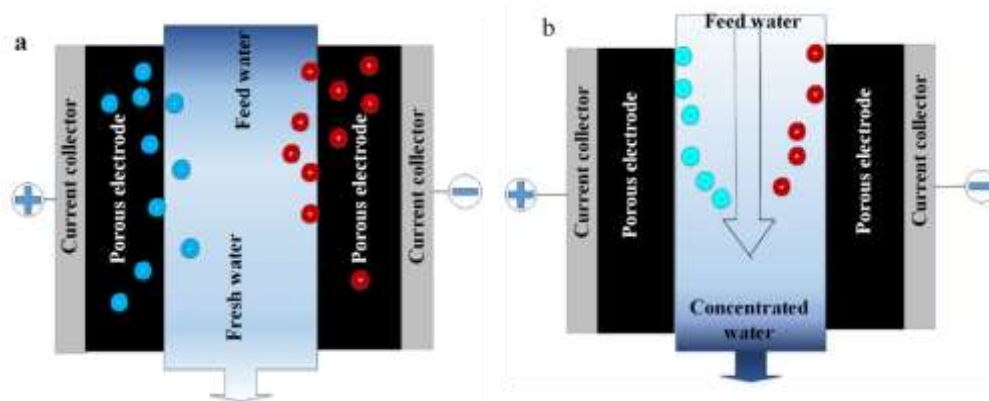 a
Current collector
Porous electrode
Feed water
Fresh water
Porous electrode
Current collector
b
Feed water
Current collector
Porous electrode
Concentrated
water
Porous electrode
Current collector